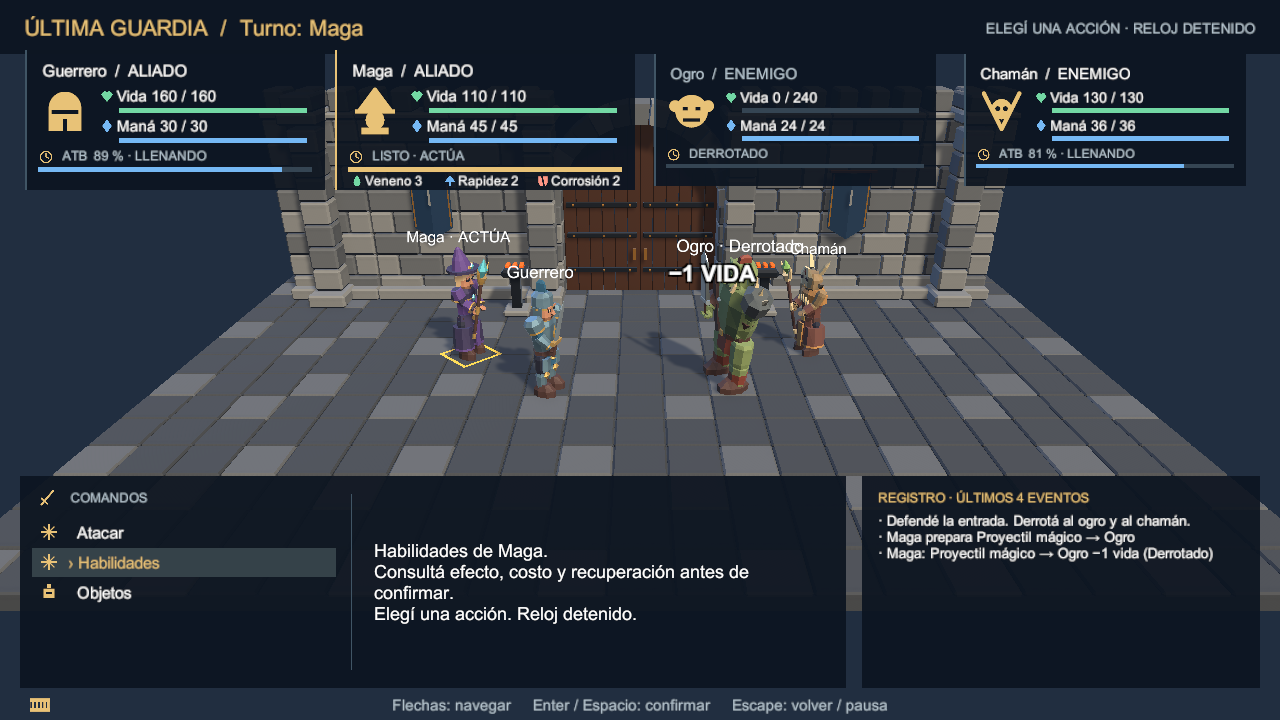 ÚLTIMA GUARDIA / Turno: Maga
ELEGÍ UNA ACCIÓN · RELOJ DETENIDO
Guerrero / ALIADO
Vida 160 / 160
Maná 30 / 30
ATB 89 % · LLENANDO
Maga / ALIADO
Vida 110 / 110
Maná 45 / 45
LISTO · ACTÚA
Veneno 3
Rapidez 2
Corrosión 2
Ogro / ENEMIGO
Vida 0 / 240
Maná 24 / 24
DERROTADO
Chamán / ENEMIGO
Vida 130 / 130
Maná 36 / 36
ATB 81 % · LLENANDO
Maga · ACTÚA
Guerrero
Ogro · Derrotado
Chamán
−1 VIDA
COMANDOS
Atacar
› Habilidades
Objetos
Habilidades de Maga.
Consultá efecto, costo y recuperación antes de
confirmar.
Elegí una acción. Reloj detenido.
REGISTRO · ÚLTIMOS 4 EVENTOS
· Defendé la entrada. Derrotá al ogro y al chamán.
· Maga prepara Proyectil mágico → Ogro
· Maga: Proyectil mágico → Ogro −1 vida (Derrotado)
Flechas: navegar Enter / Espacio: confirmar Escape: volver / pausa